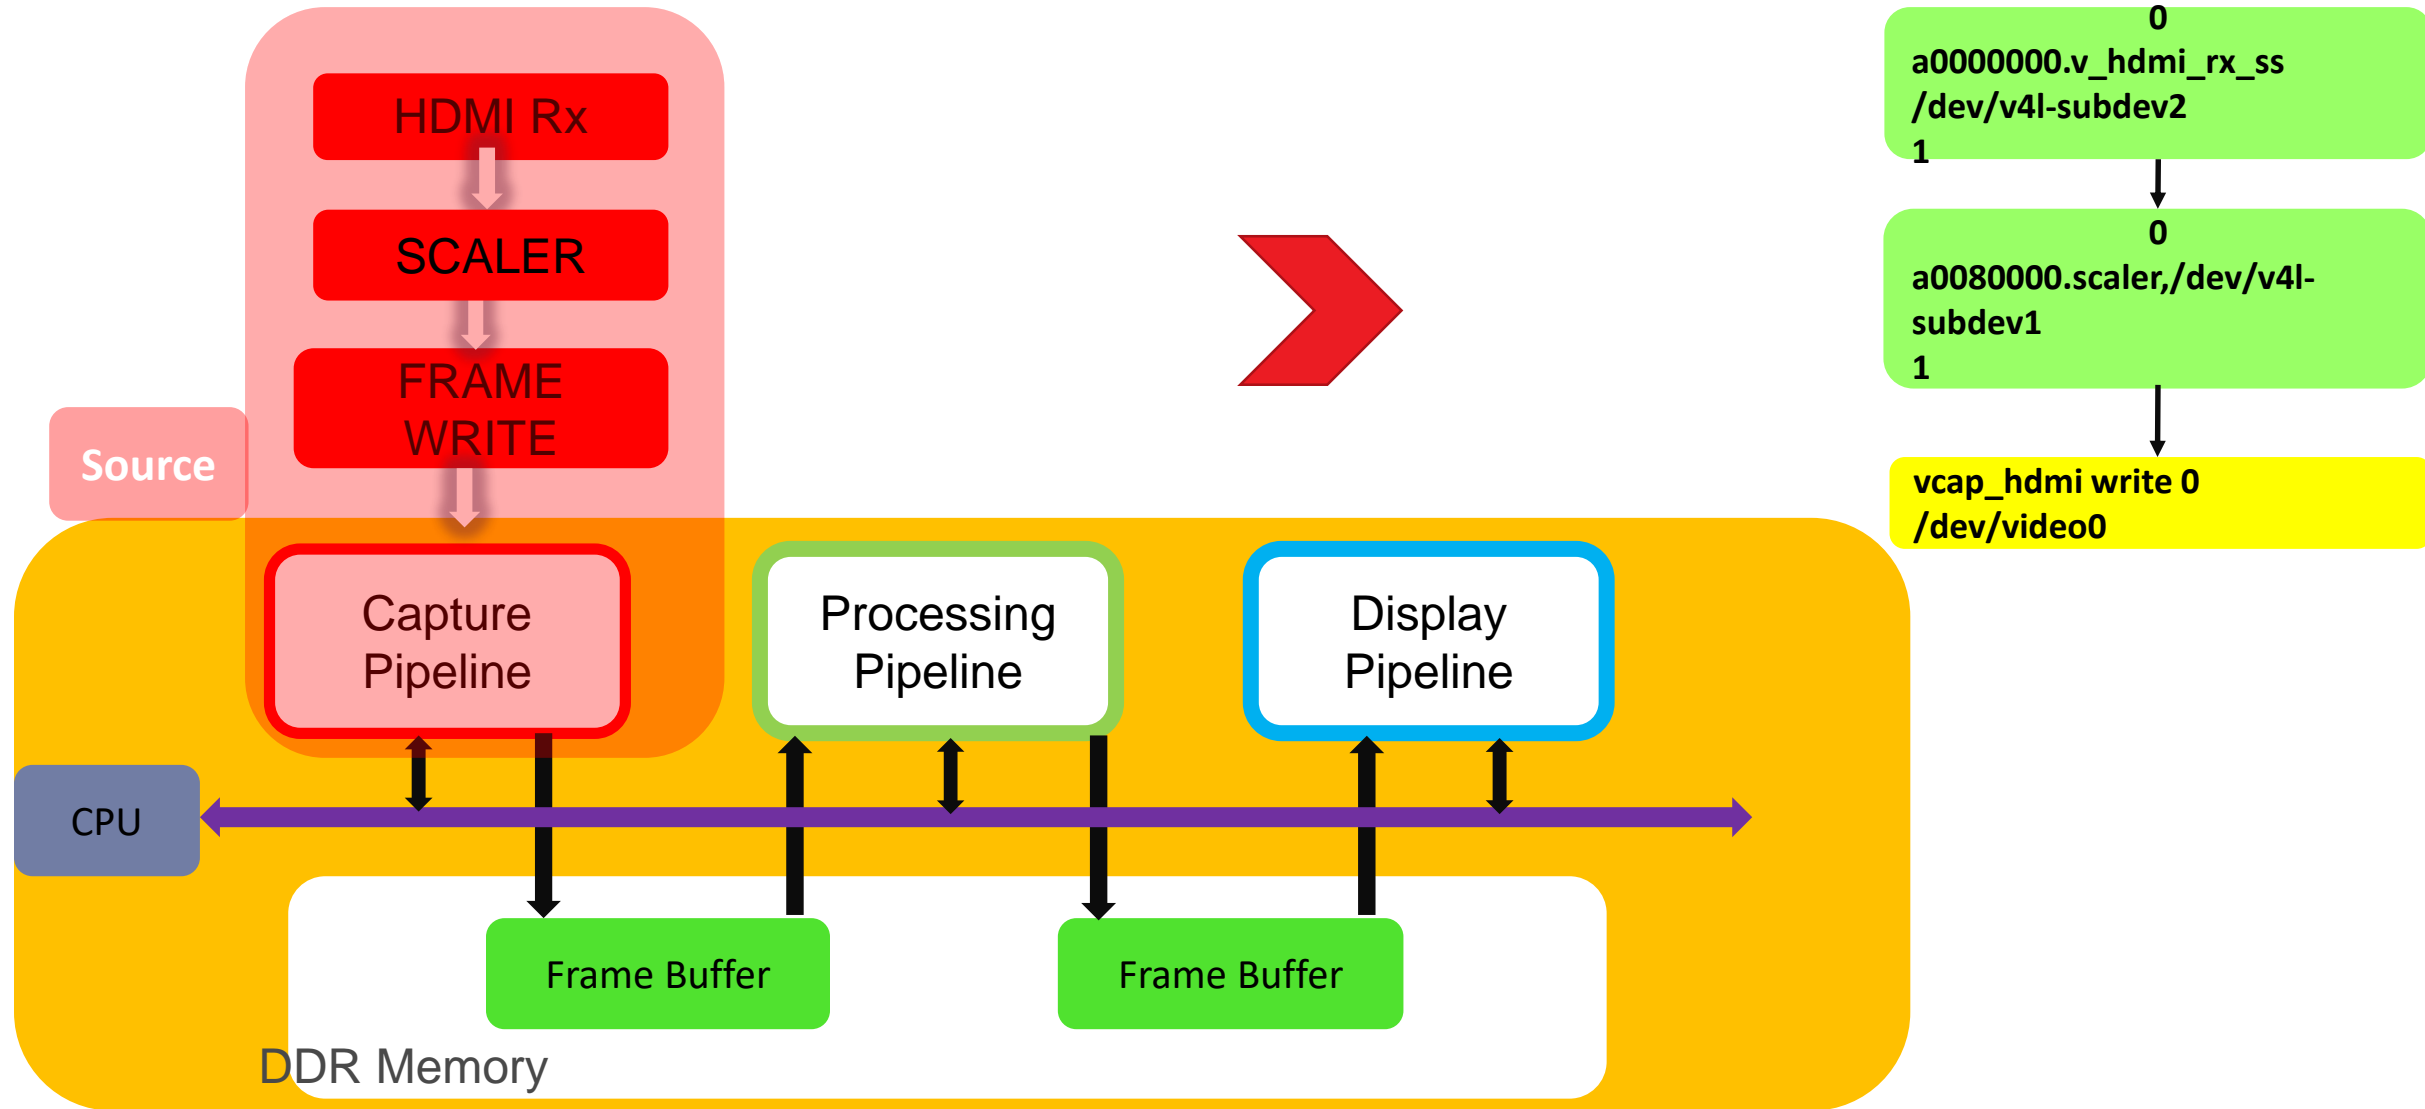 HDMI Rx
SCALER
FRAME
WRITE
Source
Capture
Pipeline
Processing
Pipeline
Display
Pipeline
CPU
Frame Buffer
Frame Buffer
DDR Memory
0
a0000000.v_hdmi_rx_ss
/dev/v4l-subdev2
1
0
a0080000.scaler,/dev/v4l-
subdev1
1
vcap_hdmi write 0
/dev/video0